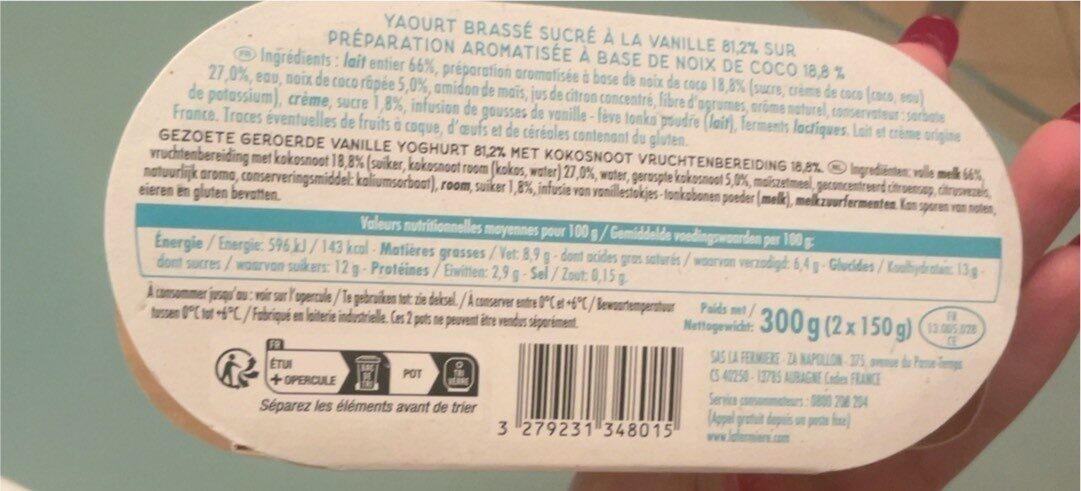 YAOURT BRASSÉ SUCRÉ À LA VANILLE 81,2% SUR
PRÉPARATION AROMATISÉE À BASE DE NOIX DE COCO 18,8 %
FR Ingrédients : lait entier 66%, préparation aromatisée à base de noix de coco 18,8% (sucre, crème de coco (coco, eau)
27,0%, eau, noix de coco râpée 5,0%, amidon de maïs, jus de citron concentré, fibre d'agrumes, arôme naturel, conservateur : sorbate
de potassium), crème, sucre 1,8%, infusion de gousses de vanille - fève tonka poudre (lait), ferments lactiques. Lait et crème origine
France. Traces éventuelles de fruits à coque, d'œufs et de céréales contenant du gluten.
GEZOETE GEROERDE VANILLE YOGHURT 81,2% MET KOKOSNOOT VRUCHTENBEREIDING 18,8%. Ingrediënten: volle melk 66%,
vruchtenbereiding met kokosnoot 18,8% (suiker, kokosnoot room (kokos, water) 27,0%, water, geraspte kokosnoot 5,0%, maïszetmeel, geconcentreerd citroensap, citrusvezels,
natuurlijk aroma, conserveringsmiddel: kaliumsorbaat), room, suiker 1,8%, infusie van vanillestokjes - tonkabonen poeder (melk), melkzuurfermenten. Kan sporen van noten,
eieren en gluten bevatten.
Valeurs nutritionnelles moyennes pour 100 g / Gemiddelde voedingswaarden per 100 g:
Énergie / Energie: 596 kJ / 143 kcal - Matières grasses / Vet: 8,9 g - dont acides gras saturés / waarvan verzadigd: 6,4 g - Glucides / Koolhydraten: 13 g -
dont sucres / waarvan suikers: 12 g - Protéines / Eiwitten: 2,9 g - Sel / Zout: 0,15 g.
À consommer jusqu'au : voir sur l'opercule / Te gebruiken tot: zie deksel. / À conserver entre 0°C et +6°C / Bewaartemperatuur
tussen 0°C tot +6°C. / Fabriqué en laiterie industrielle. Ces 2 pots ne peuvent être vendus séparément.
Poids net /
Nettogewicht: 300 g (2 x 150 g)
FR
13.005.028
CE
FR
ÉTUI
+ OPERCULE
BAC
DE
TRI
POT
TRI
VERRE
Séparez les éléments avant de trier
3 279231 348015
SAS LA FERMIERE - ZA NAPOLLON - 375, avenue du Passe-Temps
CS 40250 - 13785 AUBAGNE Cedex FRANCE
Service consommateurs : 0800 208 204
(Appel gratuit depuis un poste fixe)
www.lafermiere.com